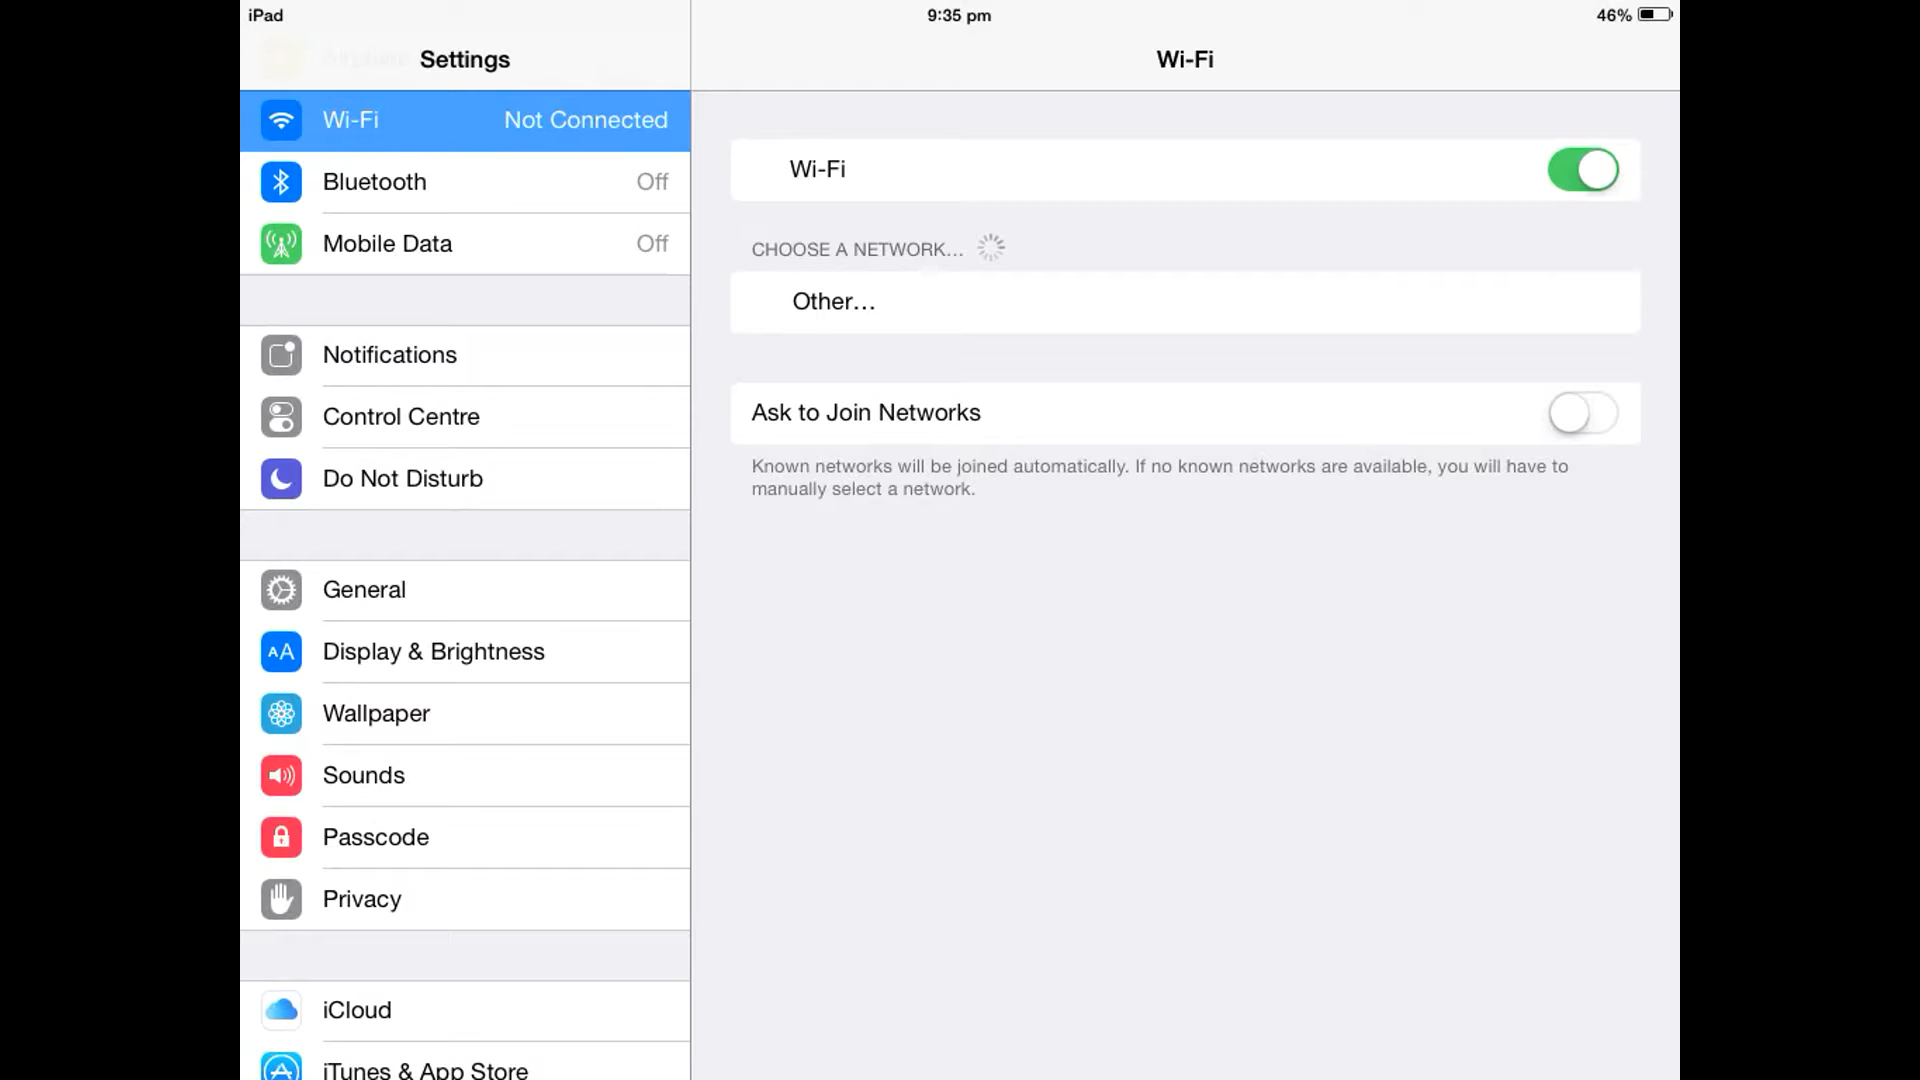 iPad
9:35 pm
46%
Settings
Wi-Fi
Wi-Fi Not Connected
Bluetooth Off
Mobile Data Off
Notifications
Control Centre
Do Not Disturb
General
Display & Brightness
AA
Wallpaper
Sounds
Passcode
Privacy
iCloud
iTunes & App Store
Wi-Fi
CHOOSE A NETWORK...
Other...
Ask to Join Networks
Known networks will be joined automatically. If no known networks are available, you will have to
manually select a network.